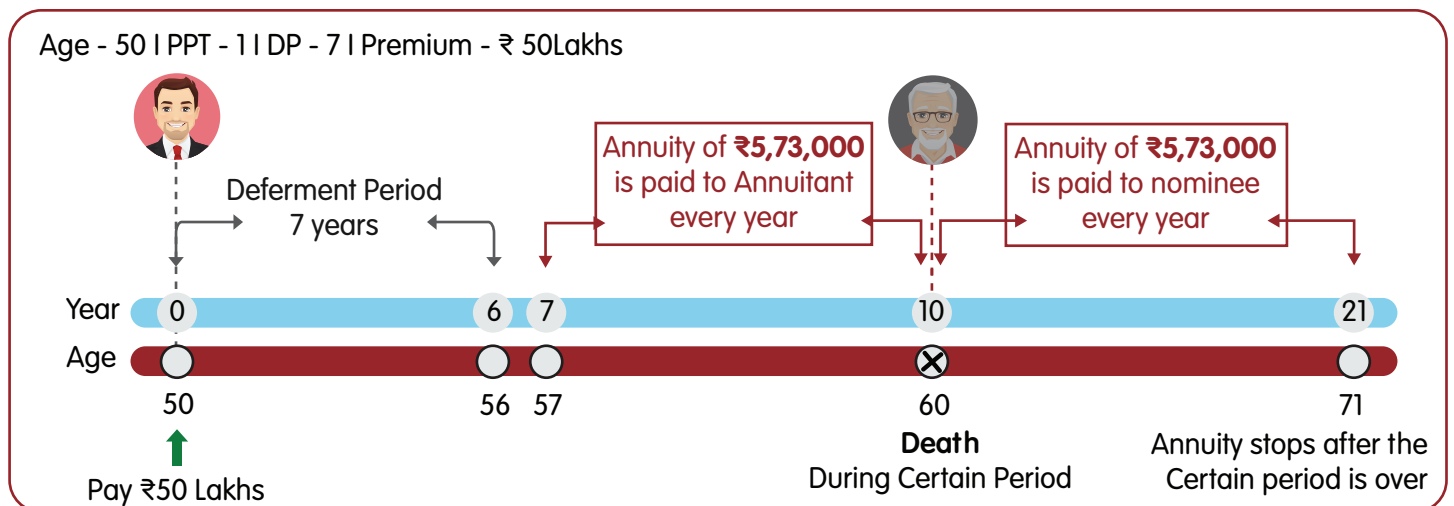 Age - 50 I PPT - 1 I DP - 7 I Premium - ₹ 50Lakhs
Deferment Period
7 years
Annuity of ₹5,73,000
is paid to Annuitant
every year
Annuity of ₹5,73,000
is paid to nominee
every year
Year 0 6 7 10 21
Age
50 56 57 60 71
Pay ₹50 Lakhs
Death
During Certain Period
Annuity stops after the
Certain period is over